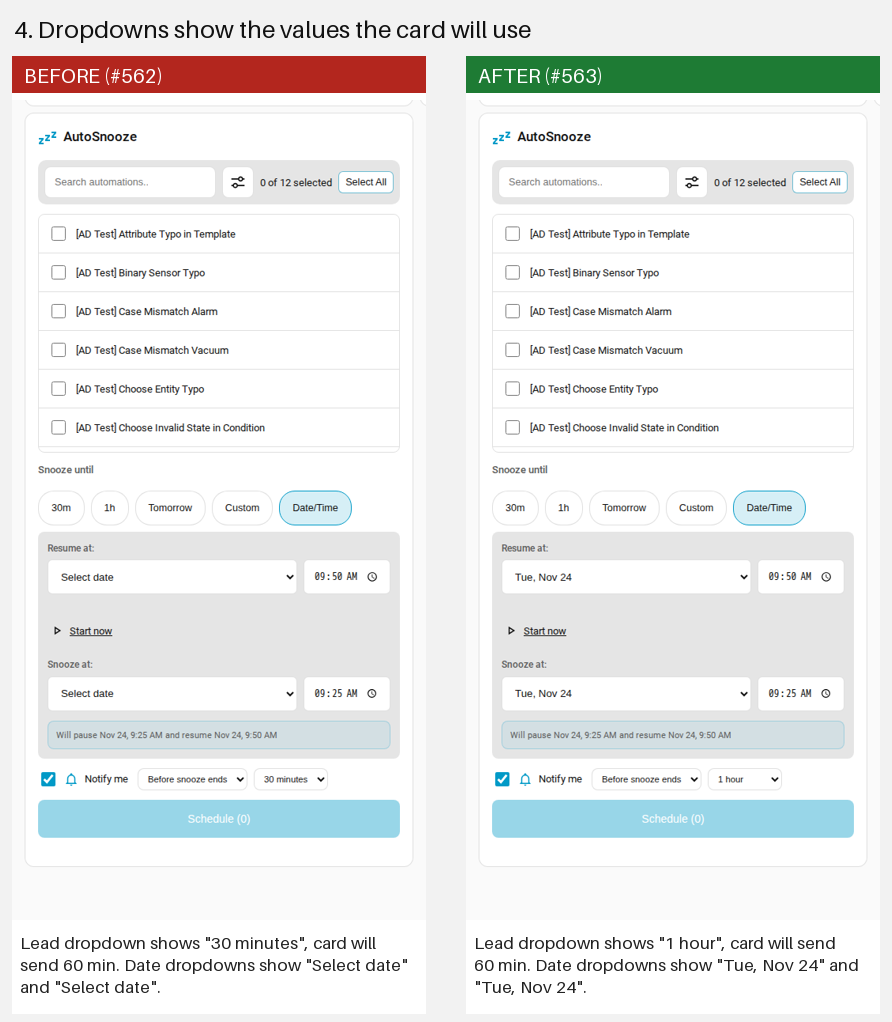 4. Dropdowns show the values the card will use
BEFORE (#562)
zzz AutoSnooze
Search automations..
0 of 12 selected
Select All
[AD Test] Attribute Typo in Template
[AD Test] Binary Sensor Typo
[AD Test] Case Mismatch Alarm
[AD Test] Case Mismatch Vacuum
[AD Test] Choose Entity Typo
[AD Test] Choose Invalid State in Condition
Snooze until
30m 1h Tomorrow Custom Date/Time
Resume at:
Select date 09:50 AM
Start now
Snooze at:
Select date 09:25 AM
Will pause Nov 24, 9:25 AM and resume Nov 24, 9:50 AM
Notify me Before snooze ends 30 minutes
Schedule (0)
Lead dropdown shows "30 minutes", card will
send 60 min. Date dropdowns show "Select date"
and "Select date".
AFTER (#563)
zzz AutoSnooze
Search automations..
0 of 12 selected
Select All
[AD Test] Attribute Typo in Template
[AD Test] Binary Sensor Typo
[AD Test] Case Mismatch Alarm
[AD Test] Case Mismatch Vacuum
[AD Test] Choose Entity Typo
[AD Test] Choose Invalid State in Condition
Snooze until
30m 1h Tomorrow Custom Date/Time
Resume at:
Tue, Nov 24 09:50 AM
Start now
Snooze at:
Tue, Nov 24 09:25 AM
Will pause Nov 24, 9:25 AM and resume Nov 24, 9:50 AM
Notify me Before snooze ends 1 hour
Schedule (0)
Lead dropdown shows "1 hour", card will send
60 min. Date dropdowns show "Tue, Nov 24" and
"Tue, Nov 24".